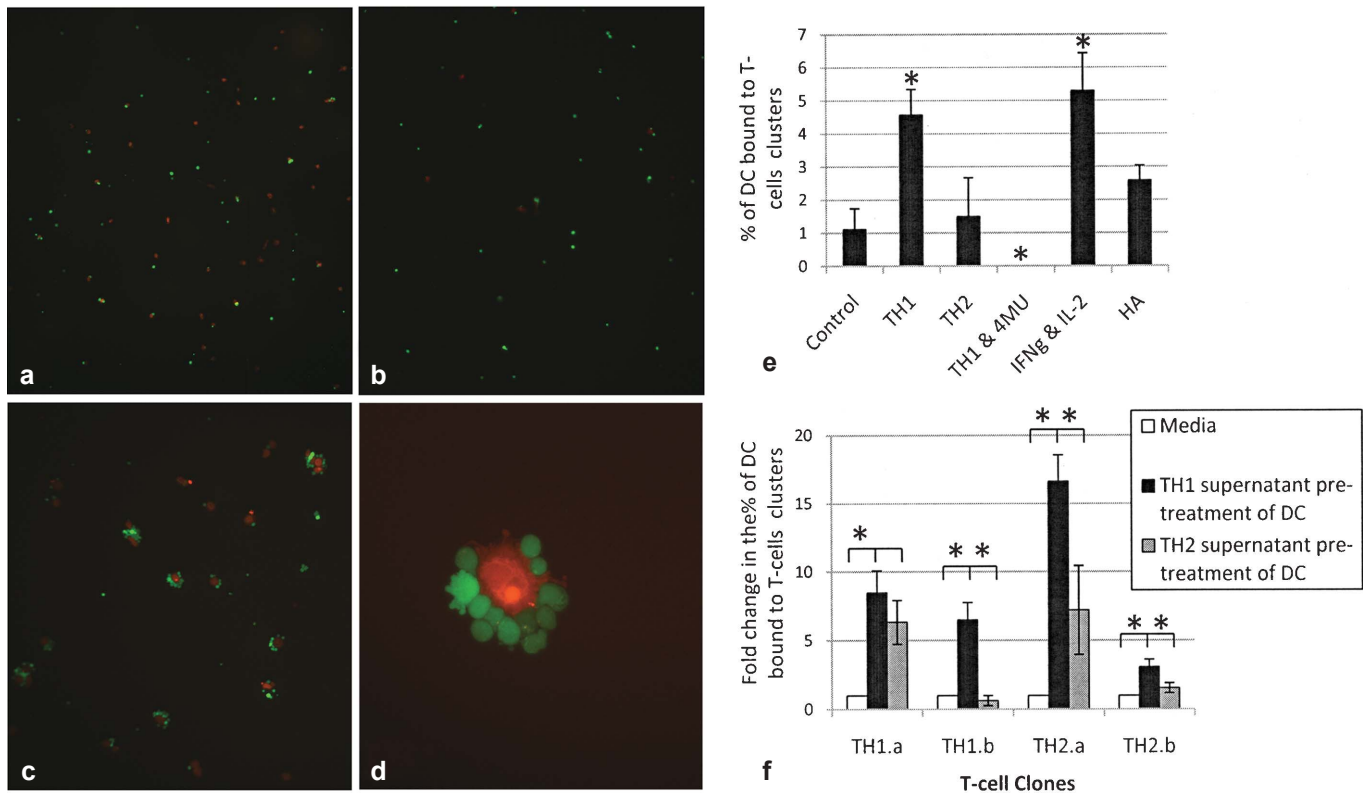 a
b
c
d
% of DC bound to T-
cells clusters
7
6
5
4
3
2
1
0
*
*
*
Control
TH1
TH2
TH1 & 4MU
IFNg & IL-2
HA
e
Fold change in the% of DC
bound to T-cells clusters
20
15
10
5
0
*
* *
* *
* *
Media
TH1 supernatant pre-
treatment of DC
TH2 supernatant pre-
treatment of DC
TH1.a
TH1.b
TH2.a
TH2.b
f
T-cell Clones